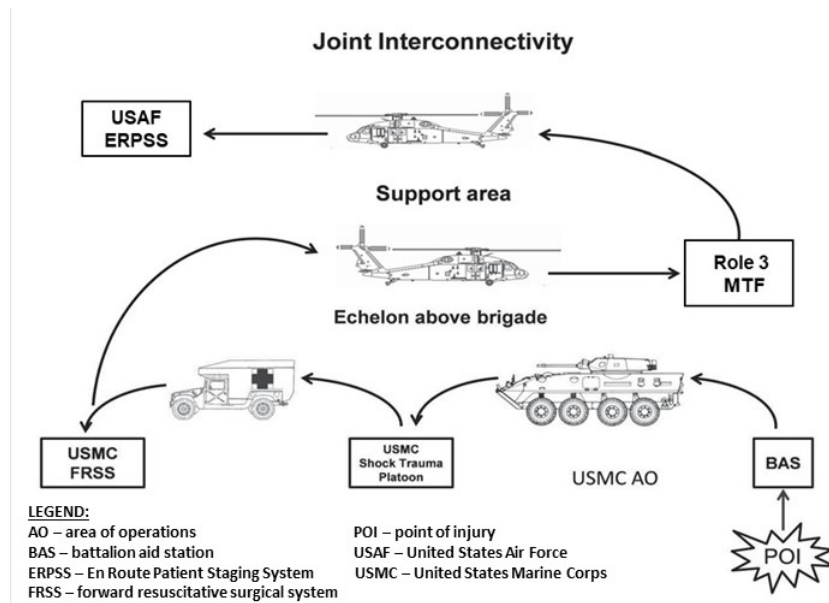 Joint Interconnectivity
USAF
ERPSS
Support area
Role 3
MTF
Echelon above brigade
USMC
FRSS
USMC
Shock Trauma
Platoon
USMC AO
BAS
POI
LEGEND:
AO – area of operations
BAS – battalion aid station
ERPSS – En Route Patient Staging System
FRSS – forward resuscitative surgical system
POI – point of injury
USAF – United States Air Force
USMC – United States Marine Corps